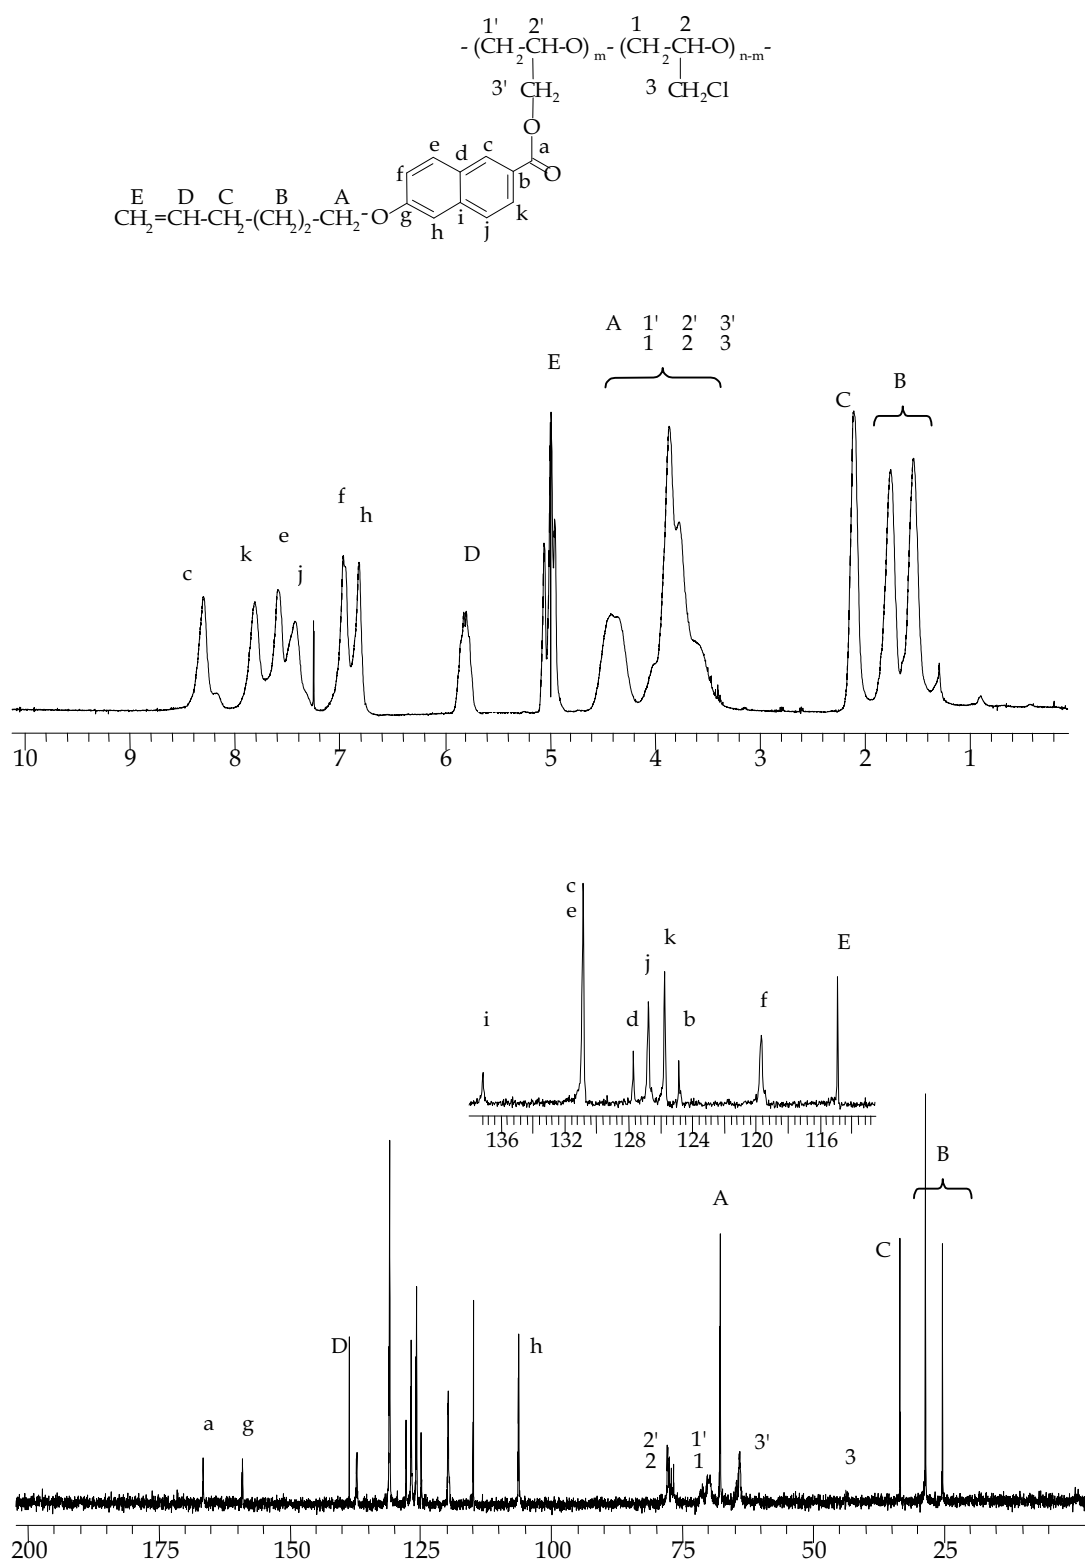 1' 2' 1 2
- (CH2-CH-O)m- (CH2-CH-O)n-m-
3' CH2 3 CH2Cl
O
a
e d c
f b O
E D C B A
CH2=CH-CH2-(CH2)2-CH2-O g i k
h j
A 1' 2' 3'
1 2 3
E
B
C
f
h
e
k D
j
c
10 9 8 7 6 5 4 3 2 1
c
e
k E
j
f
i d b
136 132 128 124 120 116
B
A
C
D h
a g
2' 1' 3'
2 1 3
200 175 150 125 100 75 50 25